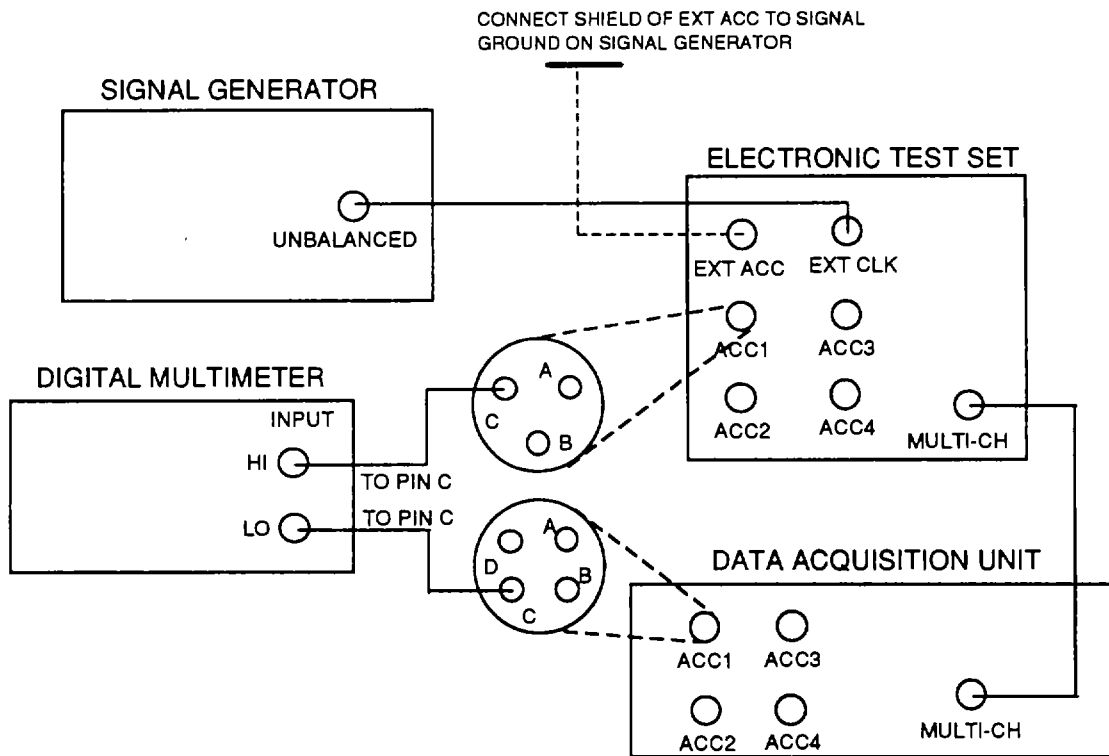 CONNECT SHIELD OF EXT ACC TO SIGNAL
GROUND ON SIGNAL GENERATOR
SIGNAL GENERATOR
UNBALANCED
ELECTRONIC TEST SET
EXT ACC
EXT CLK
ACC1
ACC3
ACC2
ACC4
MULTI-CH
DIGITAL MULTIMETER
INPUT
HI
LO
TO PIN C
TO PIN C
A
C
B
A
D
B
C
DATA ACQUISITION UNIT
ACC1
ACC3
ACC2
ACC4
MULTI-CH